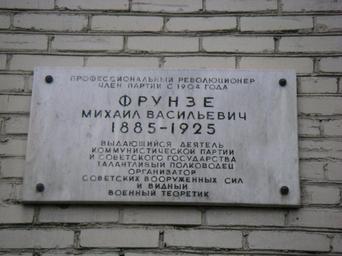 ПРОФЕССИОНАЛЬНЫЙ РЕВОЛЮЦИОНЕР
ЧЛЕН ПАРТИИ С 1904 ГОДА
ФРУНЗЕ
МИХАИЛ ВАСИЛЬЕВИЧ
1885-1925
ВЫДАЮЩИЙСЯ ДЕЯТЕЛЬ
КОММУНИСТИЧЕСКОЙ ПАРТИИ
И СОВЕТСКОГО ГОСУДАРСТВА
ТАЛАНТЛИВЫЙ ПОЛКОВОДЕЦ
ОРГАНИЗАТОР
СОВЕТСКИХ ВООРУЖЕННЫХ СИЛ
И ВИДНЫЙ
ВОЕННЫЙ ТЕОРЕТИК